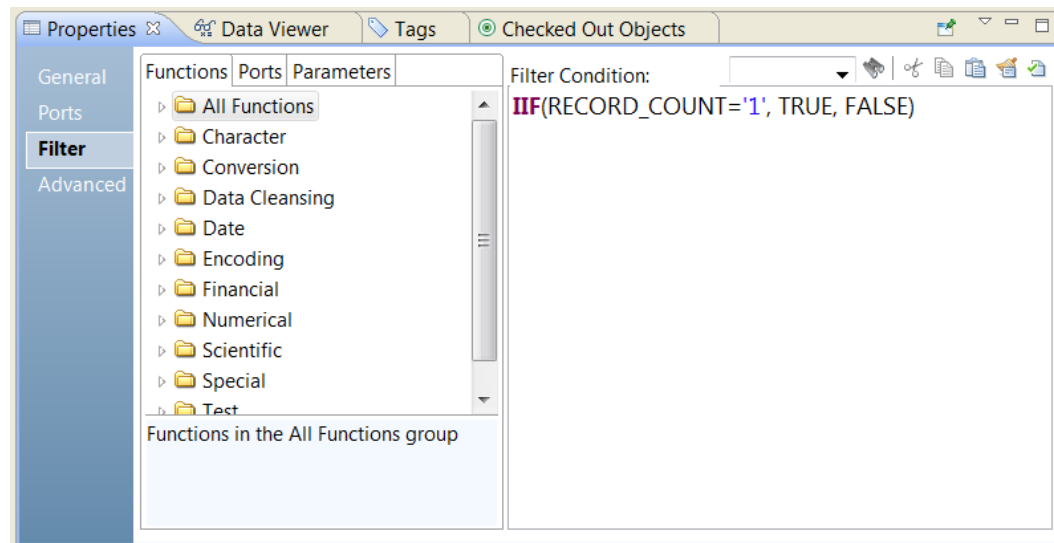 Properties Data Viewer Tags Checked Out Objects
General
Ports
Filter
Advanced
Functions Ports Parameters
All Functions
Character
Conversion
Data Cleansing
Date
Encoding
Financial
Numerical
Scientific
Special
Test
Functions in the All Functions group
Filter Condition:
IIF(RECORD_COUNT='1', TRUE, FALSE)